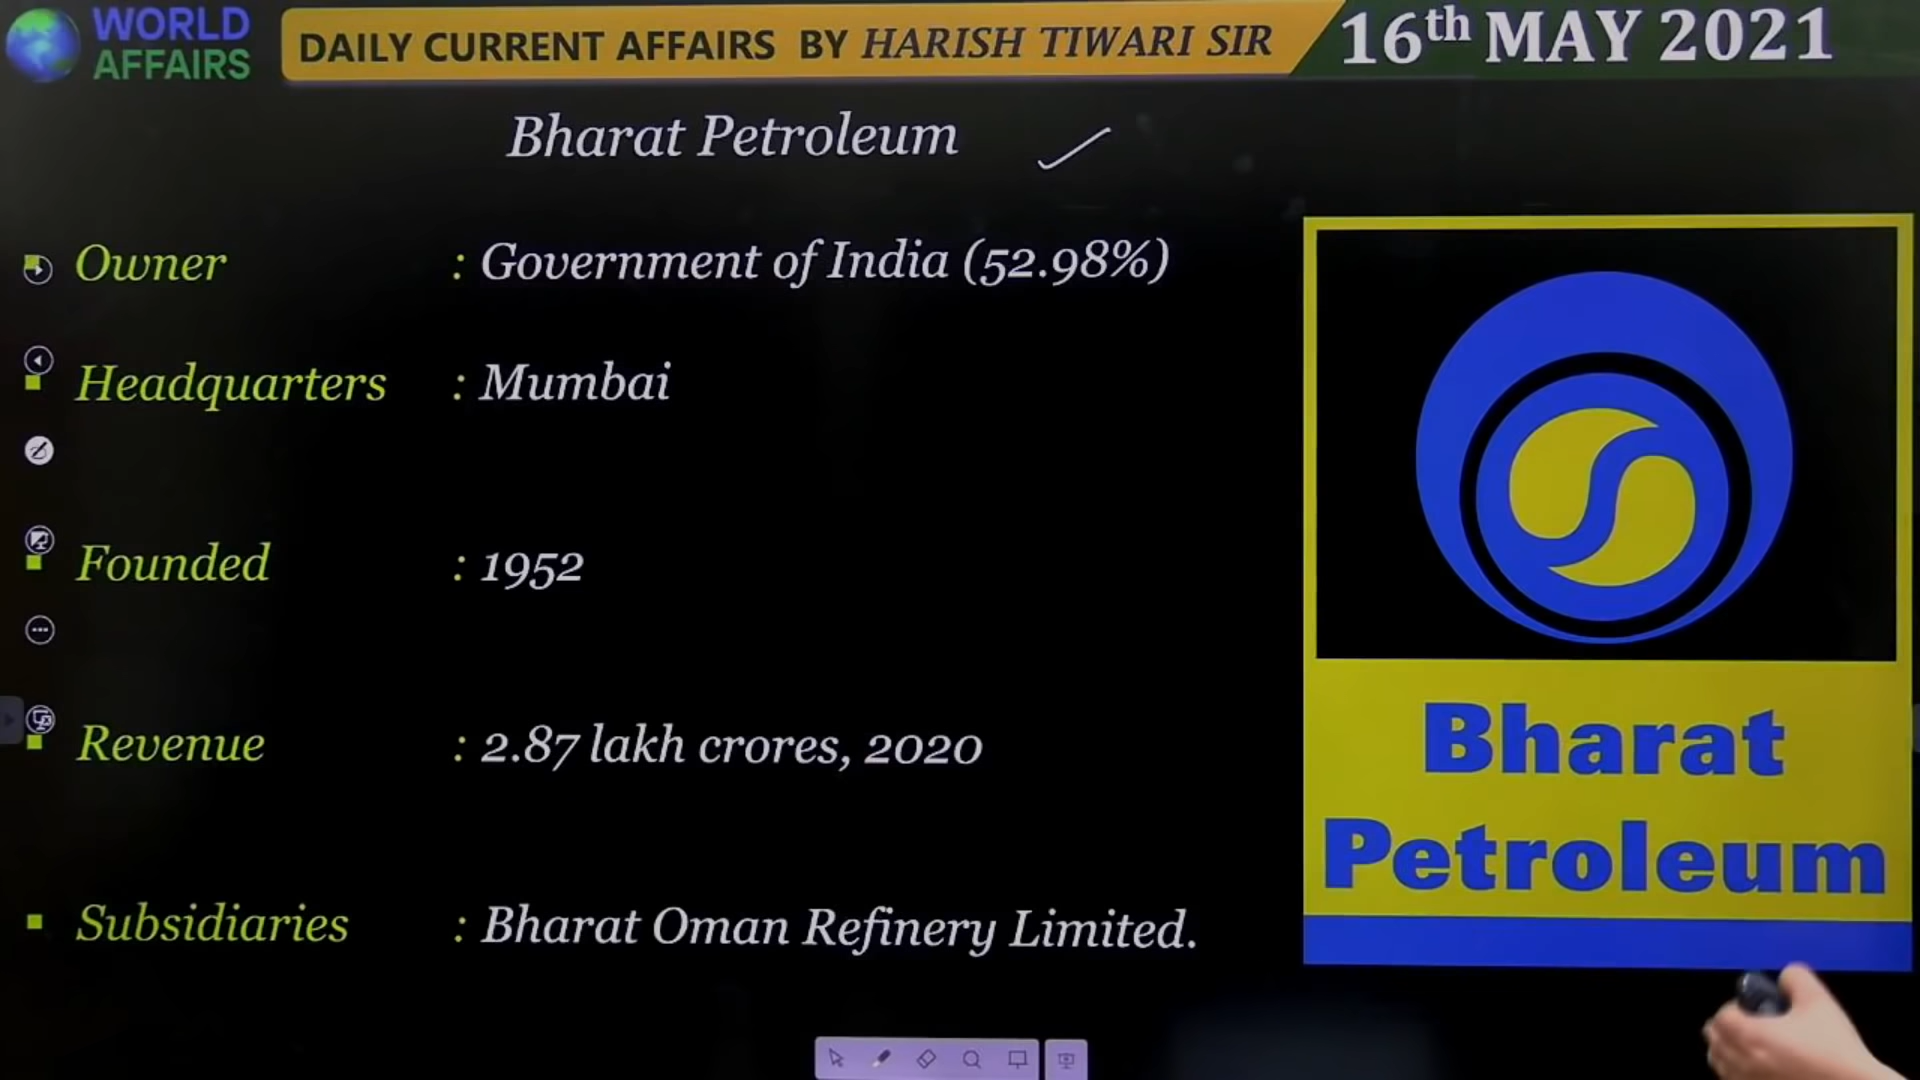 WORLD
AFFAIRS
DAILY CURRENT AFFAIRS BY HARISH TIWARI SIR
16th MAY 2021
Bharat Petroleum
Owner : Government of India (52.98%)
Headquarters : Mumbai
Founded : 1952
Revenue : 2.87 lakh crores, 2020
Subsidiaries : Bharat Oman Refinery Limited.
Bharat
Petroleum